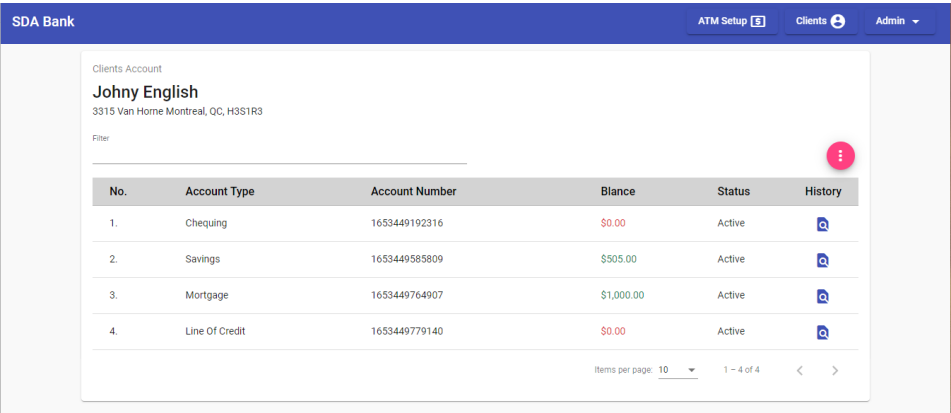 SDA Bank ATM Setup Clients Admin
Clients Account
Johny English
3315 Van Horne Montreal, QC, H3S1R3
Filter
No. Account Type Account Number Blance Status History
1. Chequing 1653449192316 $0.00 Active
2. Savings 1653449585809 $505.00 Active
3. Mortgage 1653449764907 $1,000.00 Active
4. Line Of Credit 1653449779140 $0.00 Active
Items per page: 10 1 – 4 of 4